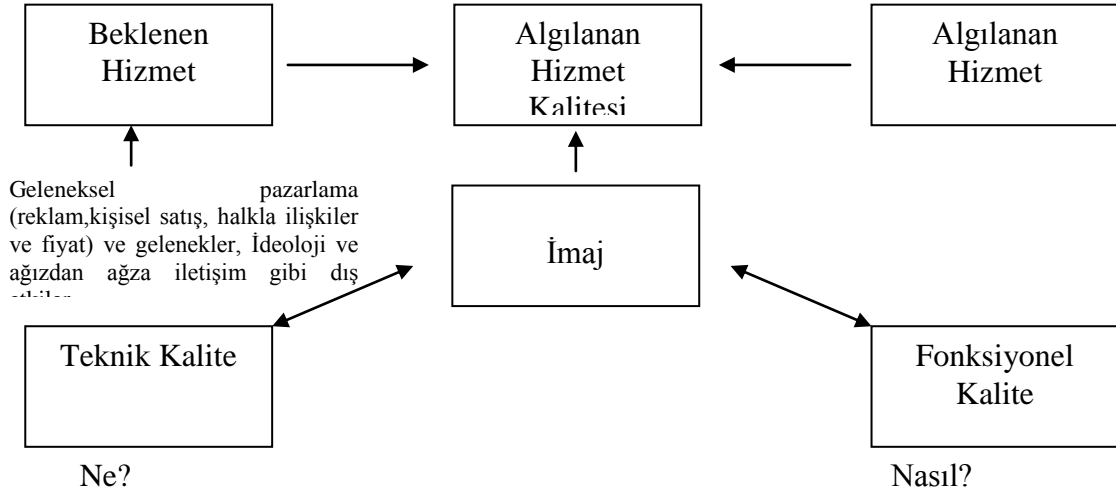 Beklenen
Hizmet
Algılanan
Hizmet
Kalitesi
Algılanan
Hizmet
Geleneksel pazarlama
(reklam,kişisel satış, halkla ilişkiler
ve fiyat) ve gelenekler, İdeoloji ve
ağızdan ağza iletişim gibi dış
etkiler
İmaj
Teknik Kalite
Fonksiyonel
Kalite
Ne?
Nasıl?